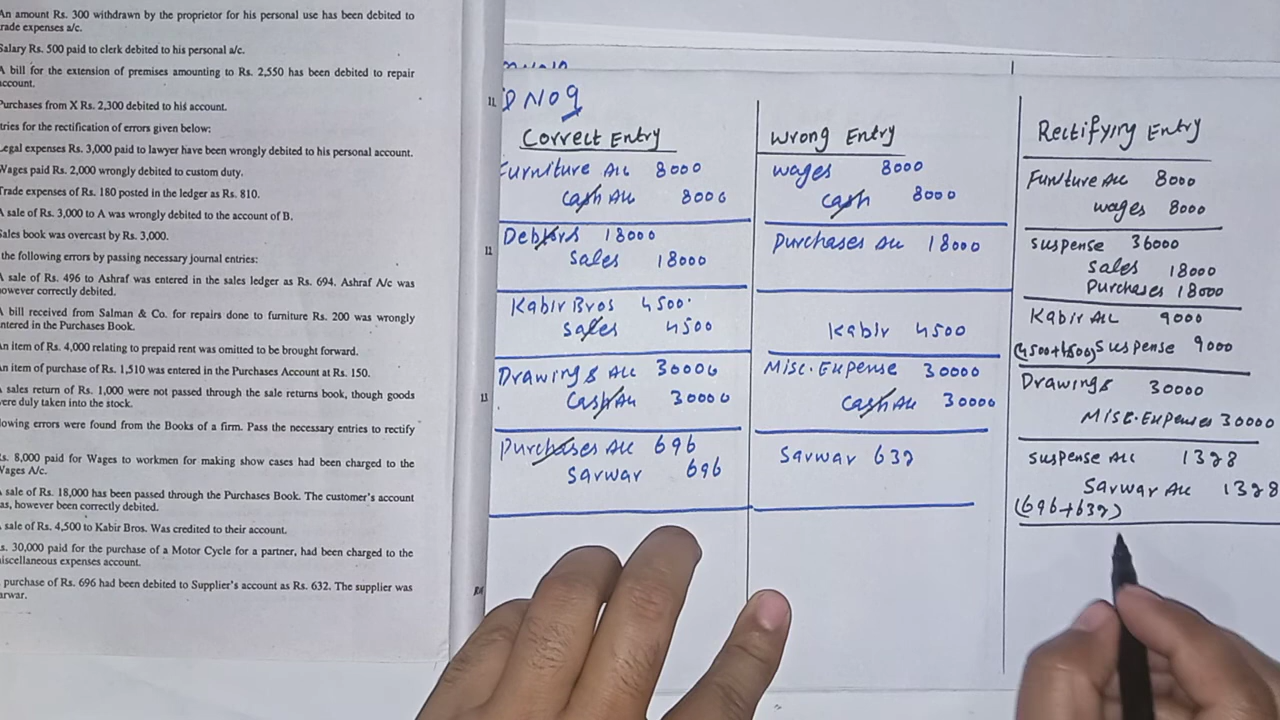 An amount Rs. 300 withdrawn by the proprietor for his personal use has been debited to
rade expenses a/c.
Salary Rs. 500 paid to clerk debited to his personal a/c.
A bill for the extension of premises amounting to Rs. 2,550 has been debited to repair
account.
Purchases from X Rs. 2,300 debited to his account.
tries for the rectification of errors given below:
Legal expenses Rs. 3,000 paid to lawyer have been wrongly debited to his personal account.
Wages paid Rs. 2,000 wrongly debited to custom duty.
Trade expenses of Rs. 180 posted in the ledger as Rs. 810.
A sale of Rs. 3,000 to A was wrongly debited to the account of B.
Sales book was overcast by Rs. 3,000.
the following errors by passing necessary journal entries:
A sale of Rs. 496 to Ashraf was entered in the sales ledger as Rs. 694. Ashraf A/c was
owever correctly debited.
A bill received from Salman & Co. for repairs done to furniture Rs. 200 was wrongly
ntered in the Purchases Book.
An item of Rs. 4,000 relating to prepaid rent was omitted to be brought forward.
An item of purchase of Rs. 1,510 was entered in the Purchases Account at Rs. 150.
sales return of Rs. 1,000 were not passed through the sale returns book, though goods
ere duly taken into the stock.
lowing errors were found from the Books of a firm. Pass the necessary entries to rectify
s. 8,000 paid for Wages to workmen for making show cases had been charged to the
Wages A/c.
sale of Rs. 18,000 has been passed through the Purchases Book. The customer's account
as, however been correctly debited.
sale of Rs. 4,500 to Kabir Bros. Was credited to their account.
s. 30,000 paid for the purchase of a Motor Cycle for a partner, had been charged to the
iscellaneous expenses account.
purchase of Rs. 696 had been debited to Supplier's account as Rs. 632. The supplier was
arwar.
11.
12
13
NO 9
Correct Entry
Furniture A/c 8000
cash A/c 8000
Debtors 18000
Sales 18000
Kabir Bros 4500
Sales 4500
Drawings A/c 30000
Cash A/c 30000
Purchases A/c 696
Sarwar 696
Wrong Entry
wages 8000
cash 8000
Purchases A/c 18000
Kabir 4500
Misc. Expense 30000
Cash A/c 30000
Sarwar 632
Rectifying Entry
Funiture A/c 8000
wages 8000
Suspense 36000
Sales 18000
Purchases 18000
Kabir A/c 9000
(4500+4500) Suspense 9000
Drawings 30000
Misc. Expenses 30000
Suspense A/c 1328
Sarwar A/c 1328
(696+632)